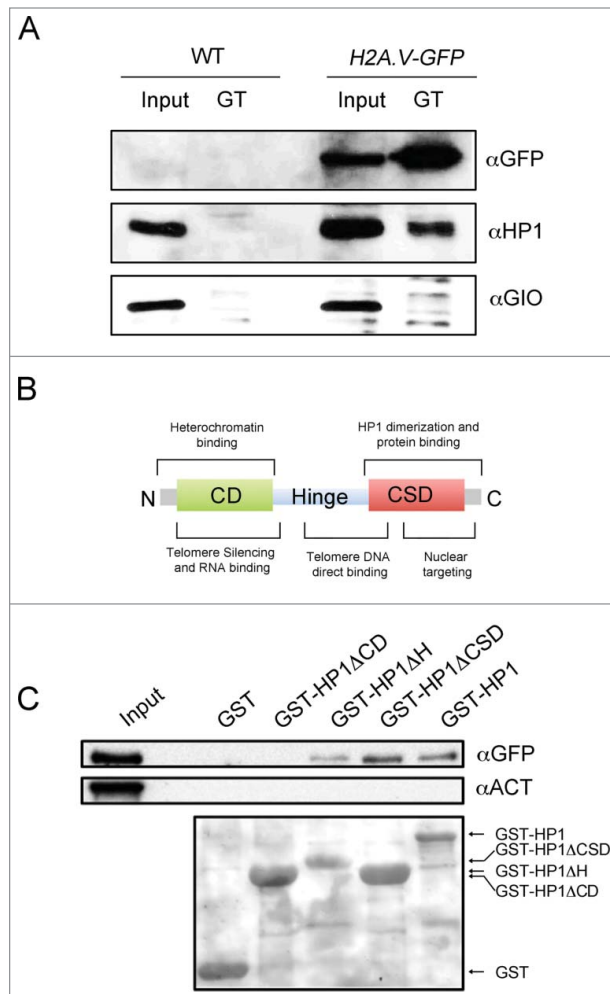 A
WT H2A.V-GFP
Input GT Input GT
αGFP
αHP1
αGIO
B
Heterochromatin
binding
HP1 dimerization and
protein binding
N CD Hinge CSD C
Telomere Silencing
and RNA binding
Telomere DNA
direct binding
Nuclear
targeting
C
Input GST GST-HP1ΔCD GST-HP1ΔH GST-HP1ΔCSD GST-HP1
αGFP
αACT
GST-HP1
GST-HP1ΔCSD
GST-HP1ΔH
GST-HP1ΔCD
GST